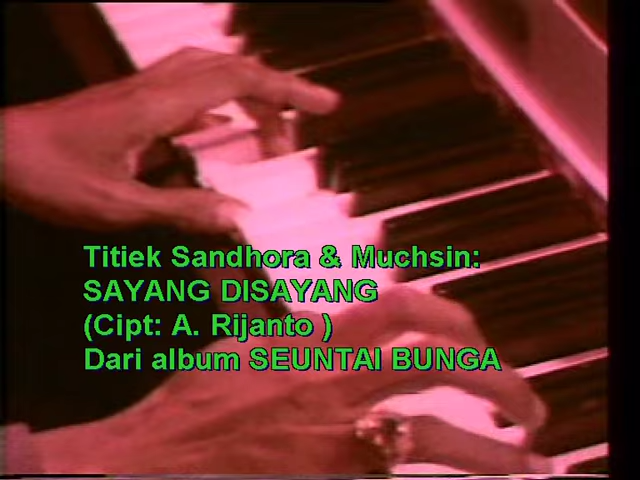 Titiek Sandhora & Muchsin:
SAYANG DISAYANG
(Cipt: A. Rijanto )
Dari album SEUNTAI BUNGA